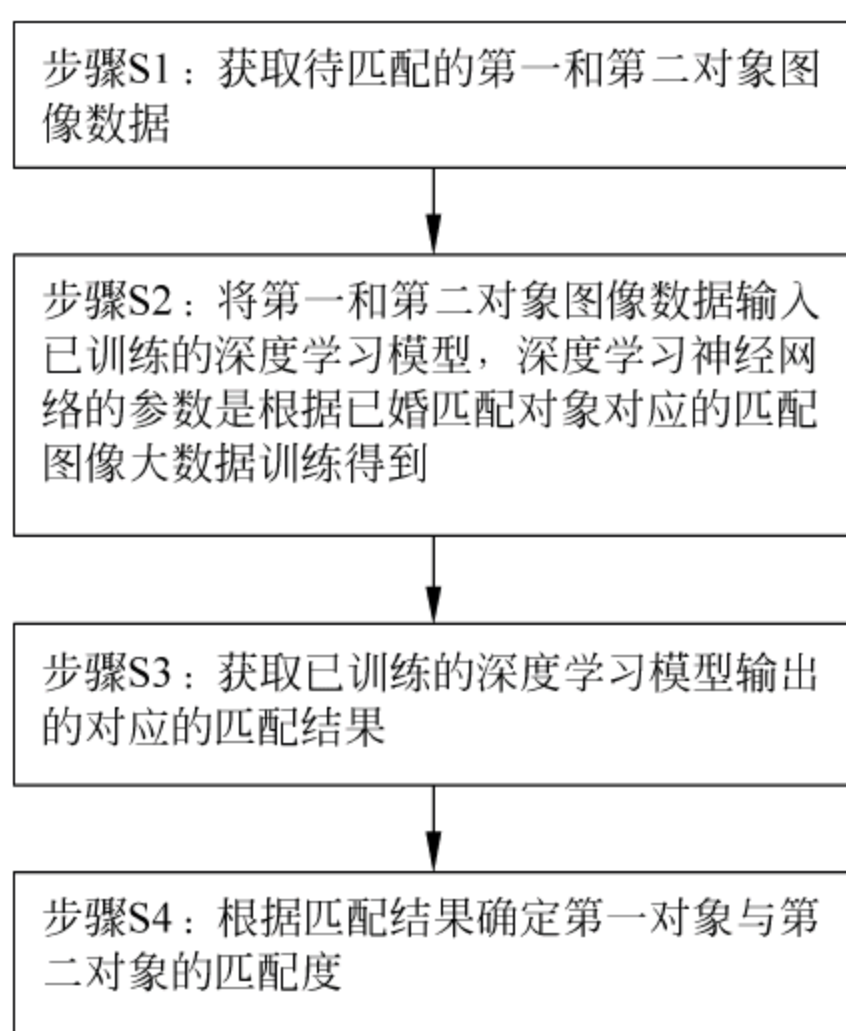 步骤S1：获取待匹配的第一和第二对象图
像数据
步骤S2：将第一和第二对象图像数据输入
已训练的深度学习模型，深度学习神经网
络的参数是根据已婚匹配对象对应的匹配
图像大数据训练得到
步骤S3：获取已训练的深度学习模型输出
的对应的匹配结果
步骤S4：根据匹配结果确定第一对象与第
二对象的匹配度